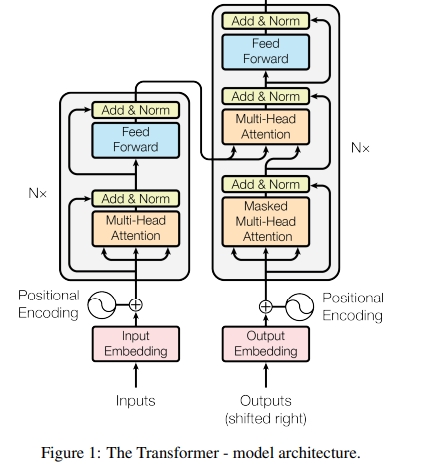 Add & Norm
Feed
Forward
Add & Norm
Multi-Head
Attention
Add & Norm
Masked
Multi-Head
Attention
Nx
Add & Norm
Feed
Forward
Add & Norm
Multi-Head
Attention
Nx
Positional
Encoding
Positional
Encoding
Input
Embedding
Output
Embedding
Inputs
Outputs
(shifted right)
Figure 1: The Transformer - model architecture.